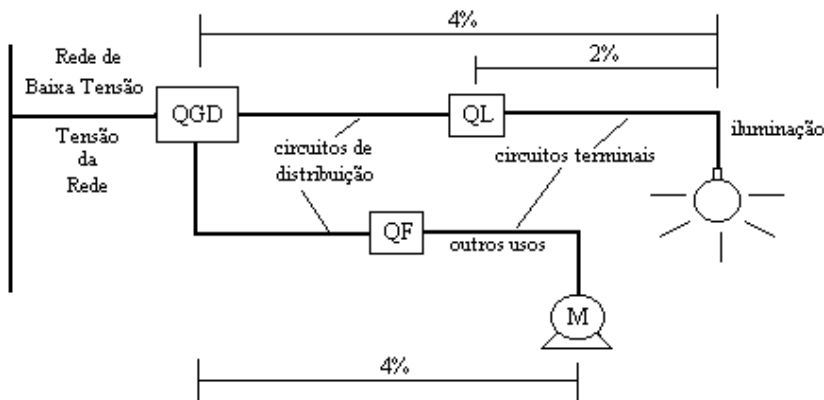 4%
2%
Rede de
Baixa Tensão
QGD
QL
iluminação
Tensão
da
Rede
circuitos de
distribuição
circuitos terminais
QF
outros usos
M
4%